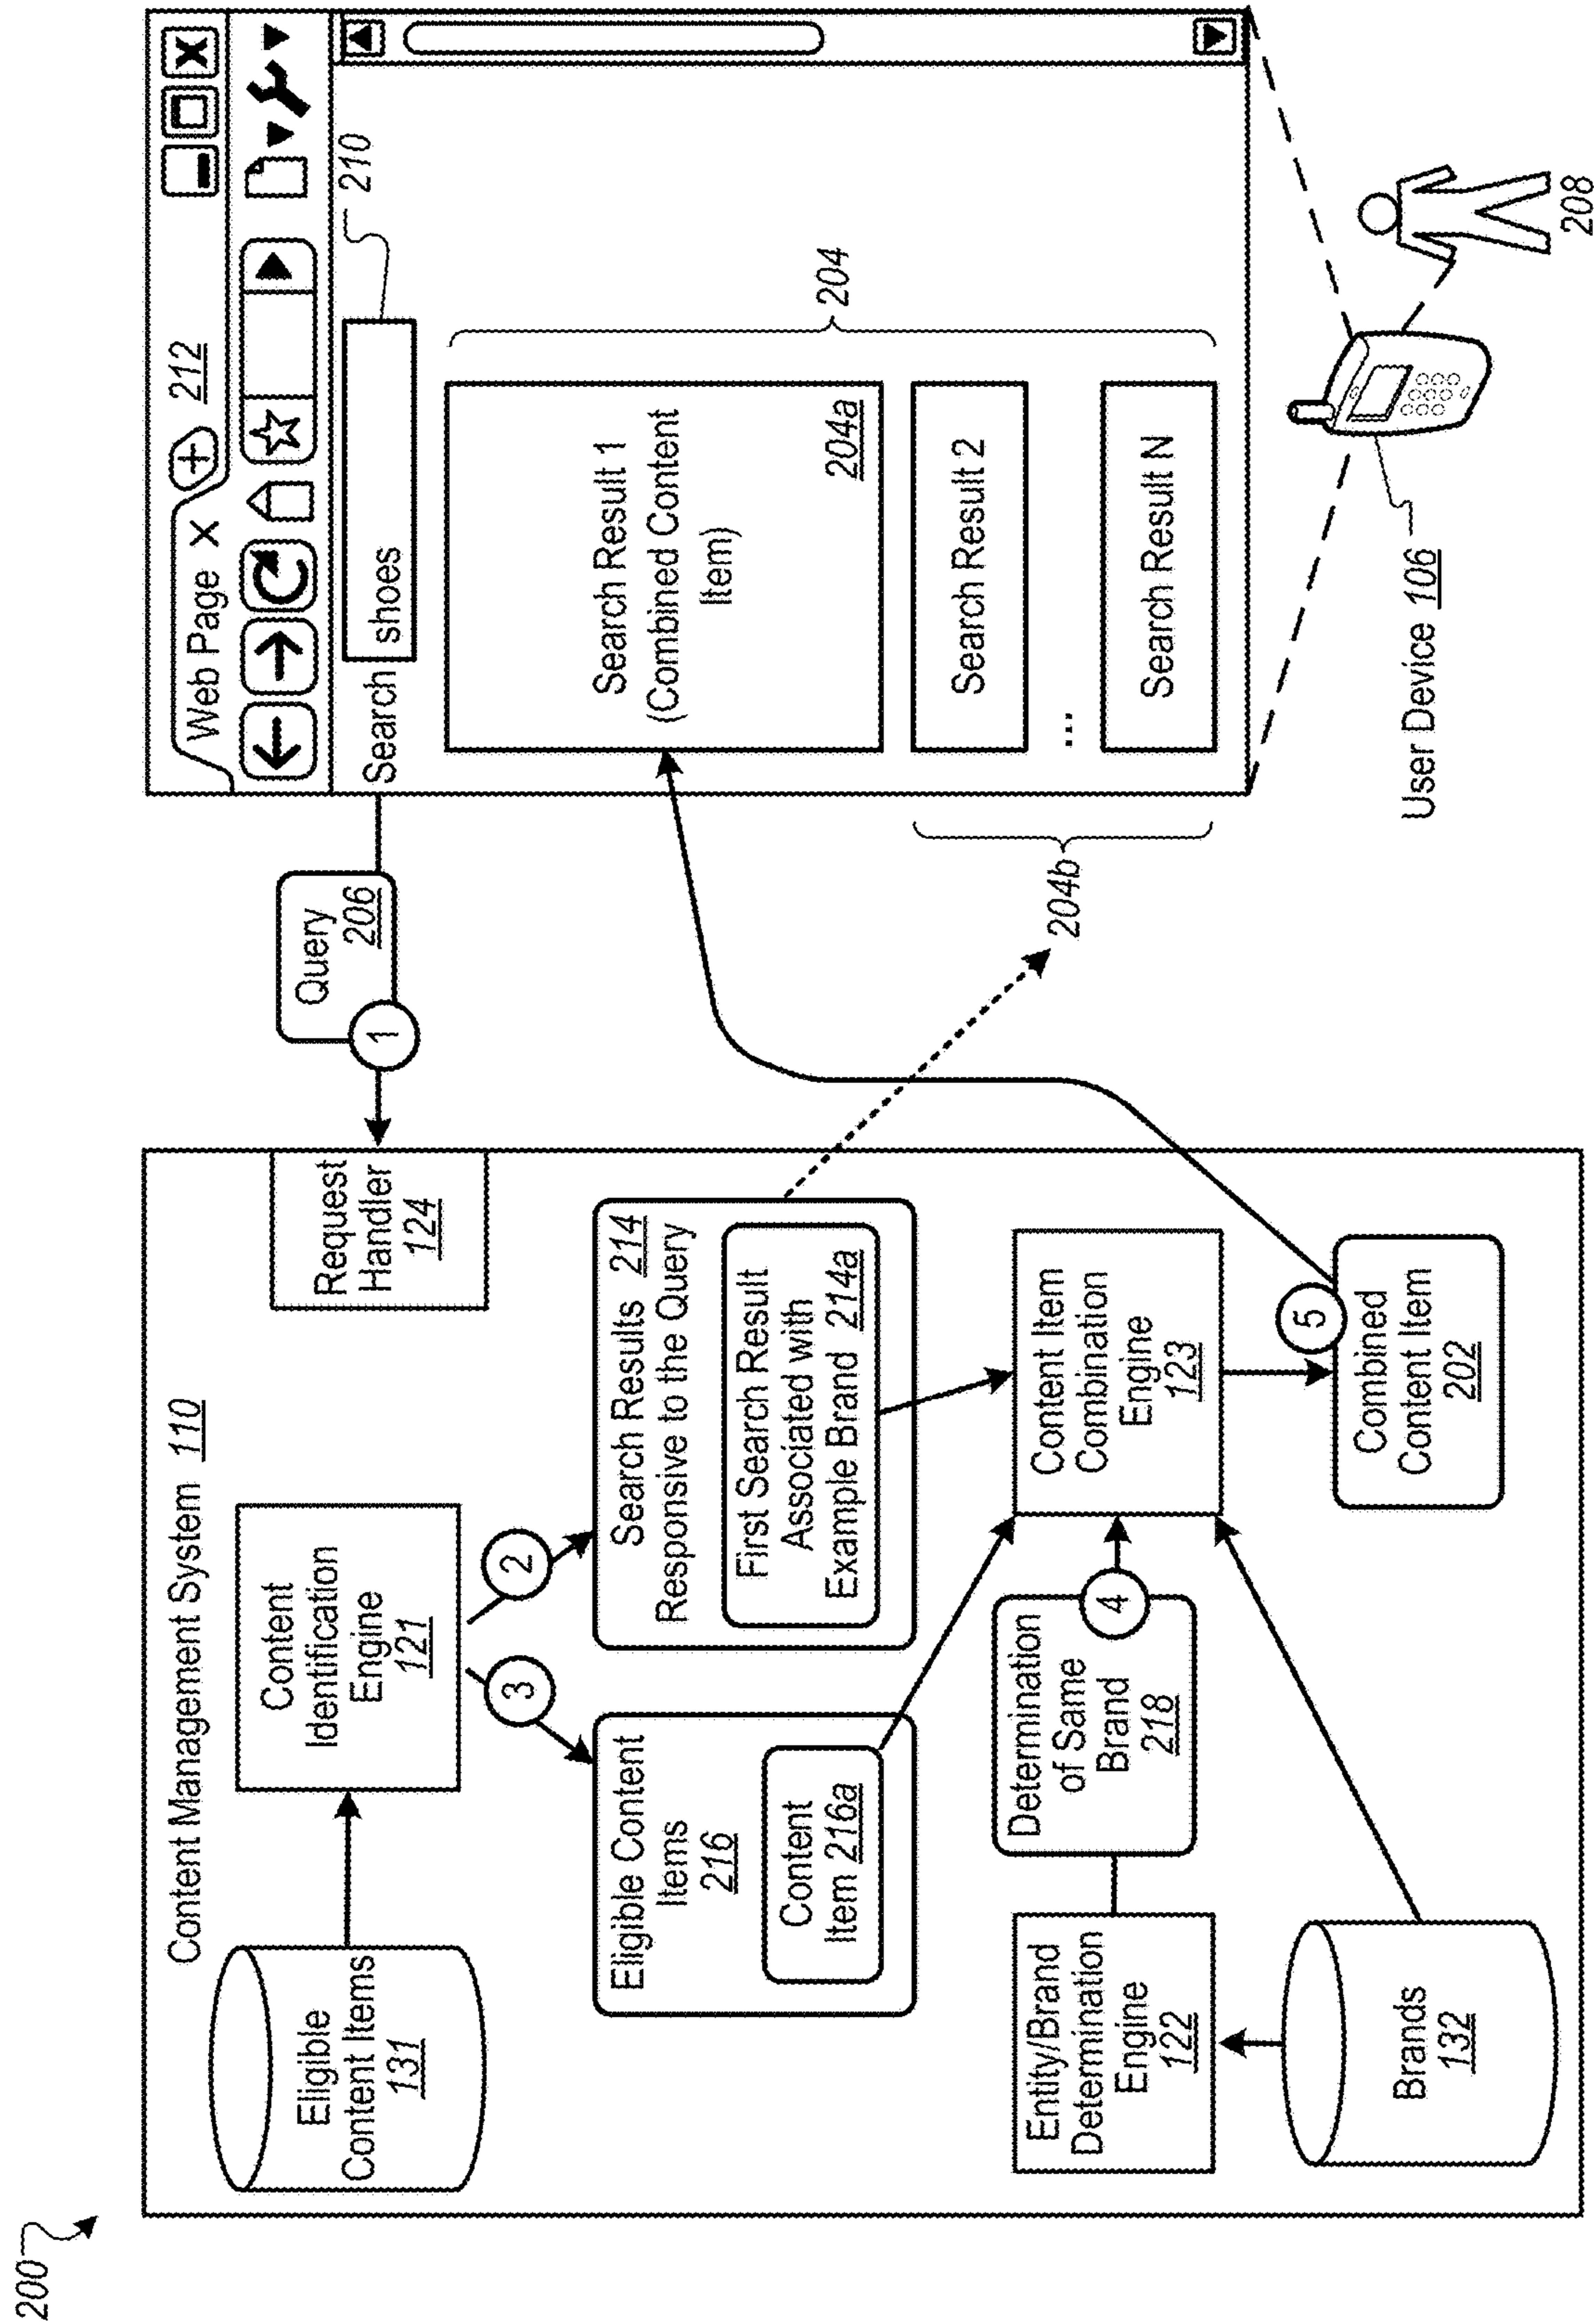 200
Content Management System 110
Eligible
Content Items
131
Content
Identification
Engine
121
Request
Handler
124
1
Query
206
2
3
Eligible Content
Items
216
Content
Item 216a
Search Results 214
Responsive to the Query
First Search Result
Associated with
Example Brand 214a
Entity/Brand
Determination
Engine
122
Determination
of Same
Brand
218
4
Content Item
Combination
Engine
123
Brands
132
5
Combined
Content Item
202
Web Page X
212
Search
shoes
210
Search Result 1
(Combined Content
Item)
204a
Search Result 2
...
Search Result N
204
204b
User Device 106
208